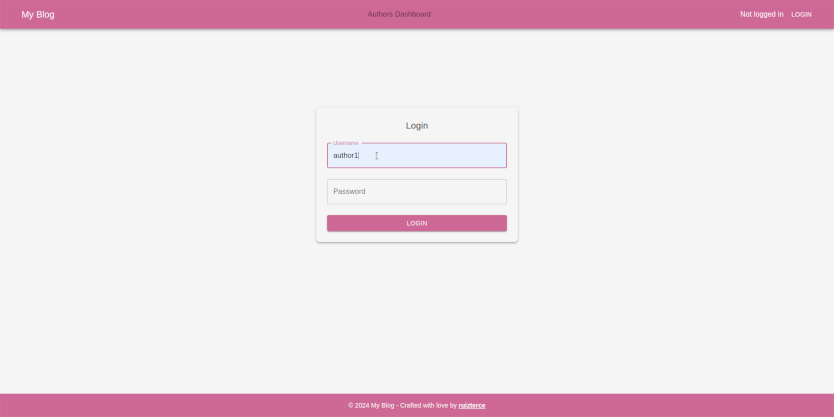 My Blog
Authors Dashboard
Not logged in LOGIN
Login
Username
author1
Password
LOGIN
© 2024 My Blog - Crafted with love by ruizterce